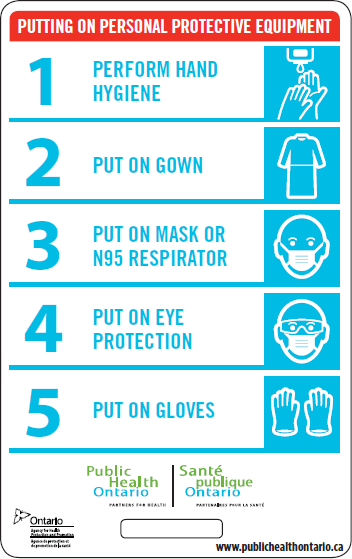 PUTTING ON PERSONAL PROTECTIVE EQUIPMENT
1
PERFORM HAND
HYGIENE
2
PUT ON GOWN
3
PUT ON MASK OR
N95 RESPIRATOR
4
PUT ON EYE
PROTECTION
5
PUT ON GLOVES
Public
Health
Ontario
PARTNERS FOR HEALTH
Santé
publique
Ontario
PARTENAIRES POUR LA SANTÉ
Ontario
Agency for Health
Protection and Promotion
Agence de protection et
de promotion de la santé
www.publichealthontario.ca